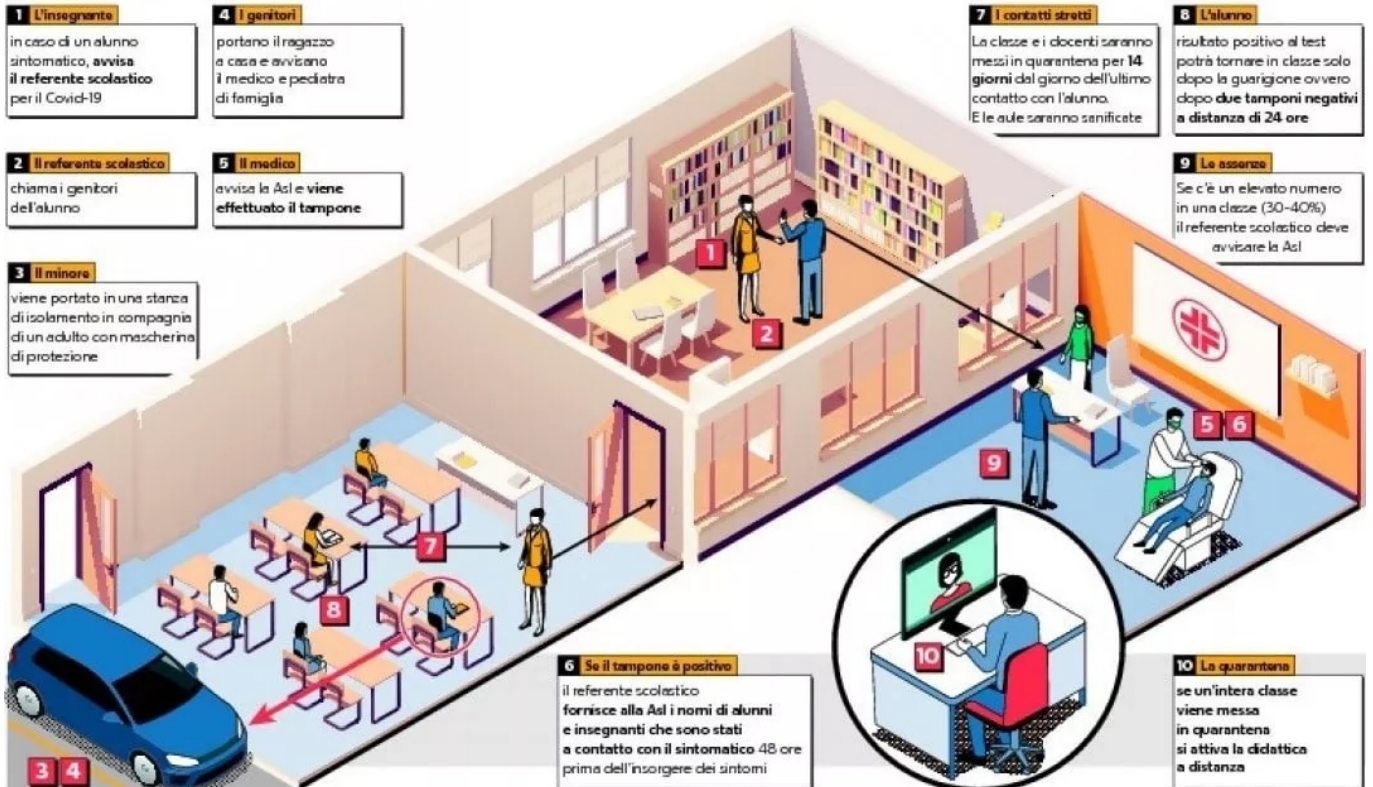 1 L'insegnante
in caso di un alunno
sintomatico, avvisa
il referente scolastico
per il Covid-19
2 Il referente scolastico
chiama i genitori
dell'alunno
3 Il minore
viene portato in una stanza
di isolamento in compagnia
di un adulto con mascherina
di protezione
4 I genitori
portano il ragazzo
a casa e avvisano
il medico e pediatra
di famiglia
5 Il medico
avvisa la Asl e viene
effettuato il tampone
6 Se il tampone è positivo
il referente scolastico
fornisce alla Asl i nomi di alunni
e insegnanti che sono stati
a contatto con il sintomatico 48 ore
prima dell'insorgere dei sintomi
7 I contatti stretti
La classe e i docenti saranno
messi in quarantena per 14
giorni dal giorno dell'ultimo
contatto con l'alunno.
E le aule saranno sanificate
8 L'alunno
risultato positivo al test
potrà tornare in classe solo
dopo la guarigione ovvero
dopo due tamponi negativi
a distanza di 24 ore
9 Le assenze
Se c'è un elevato numero
in una classe (30-40%)
il referente scolastico deve
avvisare la Asl
10 La quarantena
se un'intera classe
viene messa
in quarantena
si attiva la didattica
a distanza
1
2
5 6
9
7
8
10
3 4